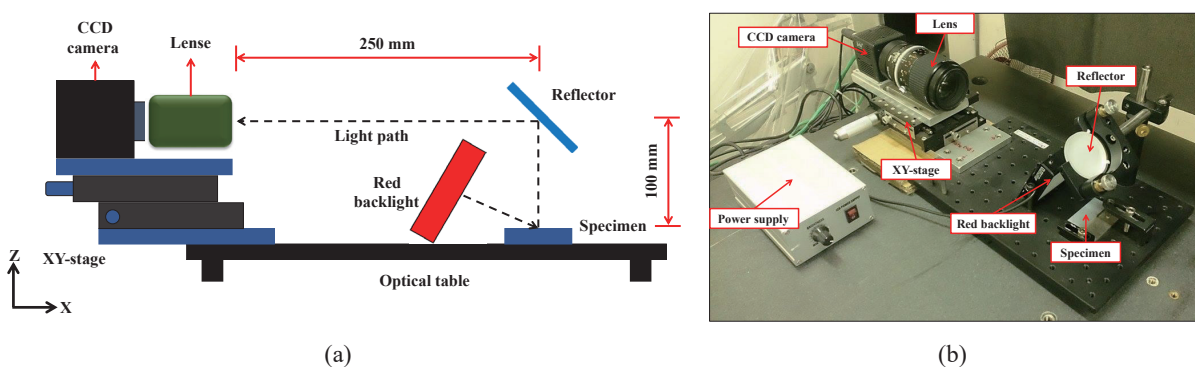 CCD
camera
Lense
250 mm
Reflector
Light path
100 mm
Red
backlight
Specimen
Z
XY-stage
X
Optical table
(a)
Lens
CCD camera
Reflector
XY-stage
Power supply
Red backlight
Specimen
(b)